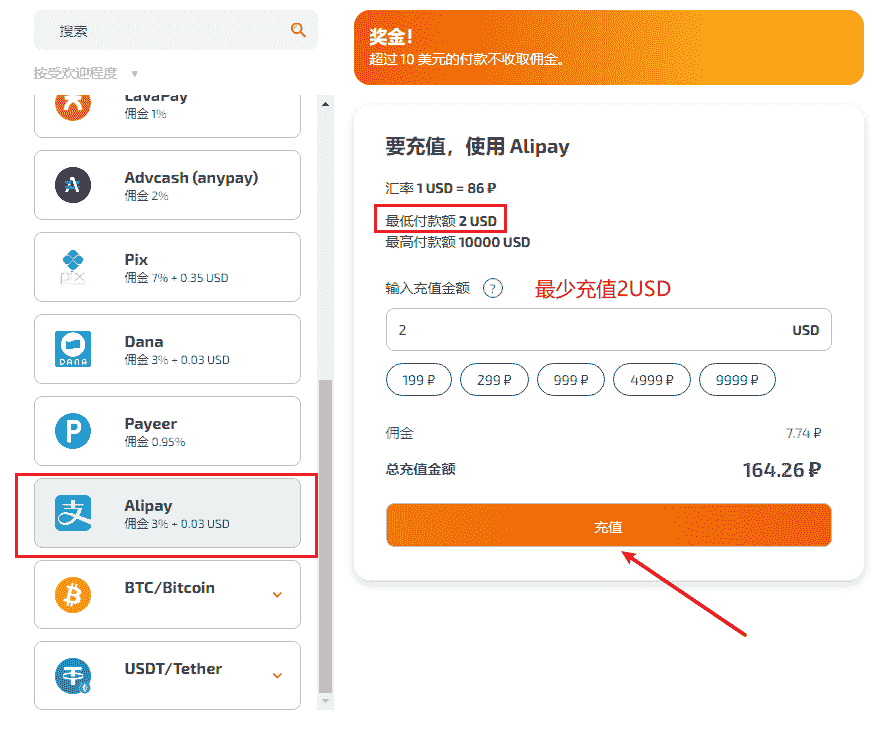 搜索
按受欢迎程度
LavaPay
佣金 1%
Advcash (anypay)
佣金 2%
Pix
佣金 7% + 0.35 USD
Dana
佣金 3% + 0.03 USD
DANA
Payeer
佣金 0.95%
Alipay
佣金 3% + 0.03 USD
BTC/Bitcoin
USDT/Tether
奖金!
超过 10 美元的付款不收取佣金。
要充值，使用 Alipay
汇率 1 USD = 86 ₽
最低付款额 2 USD
最高付款额 10000 USD
输入充值金额 ?
最少充值2USD
2 USD
199 ₽ 299 ₽ 999 ₽ 4999 ₽ 9999 ₽
佣金 7.74 ₽
总充值金额 164.26 ₽
充值